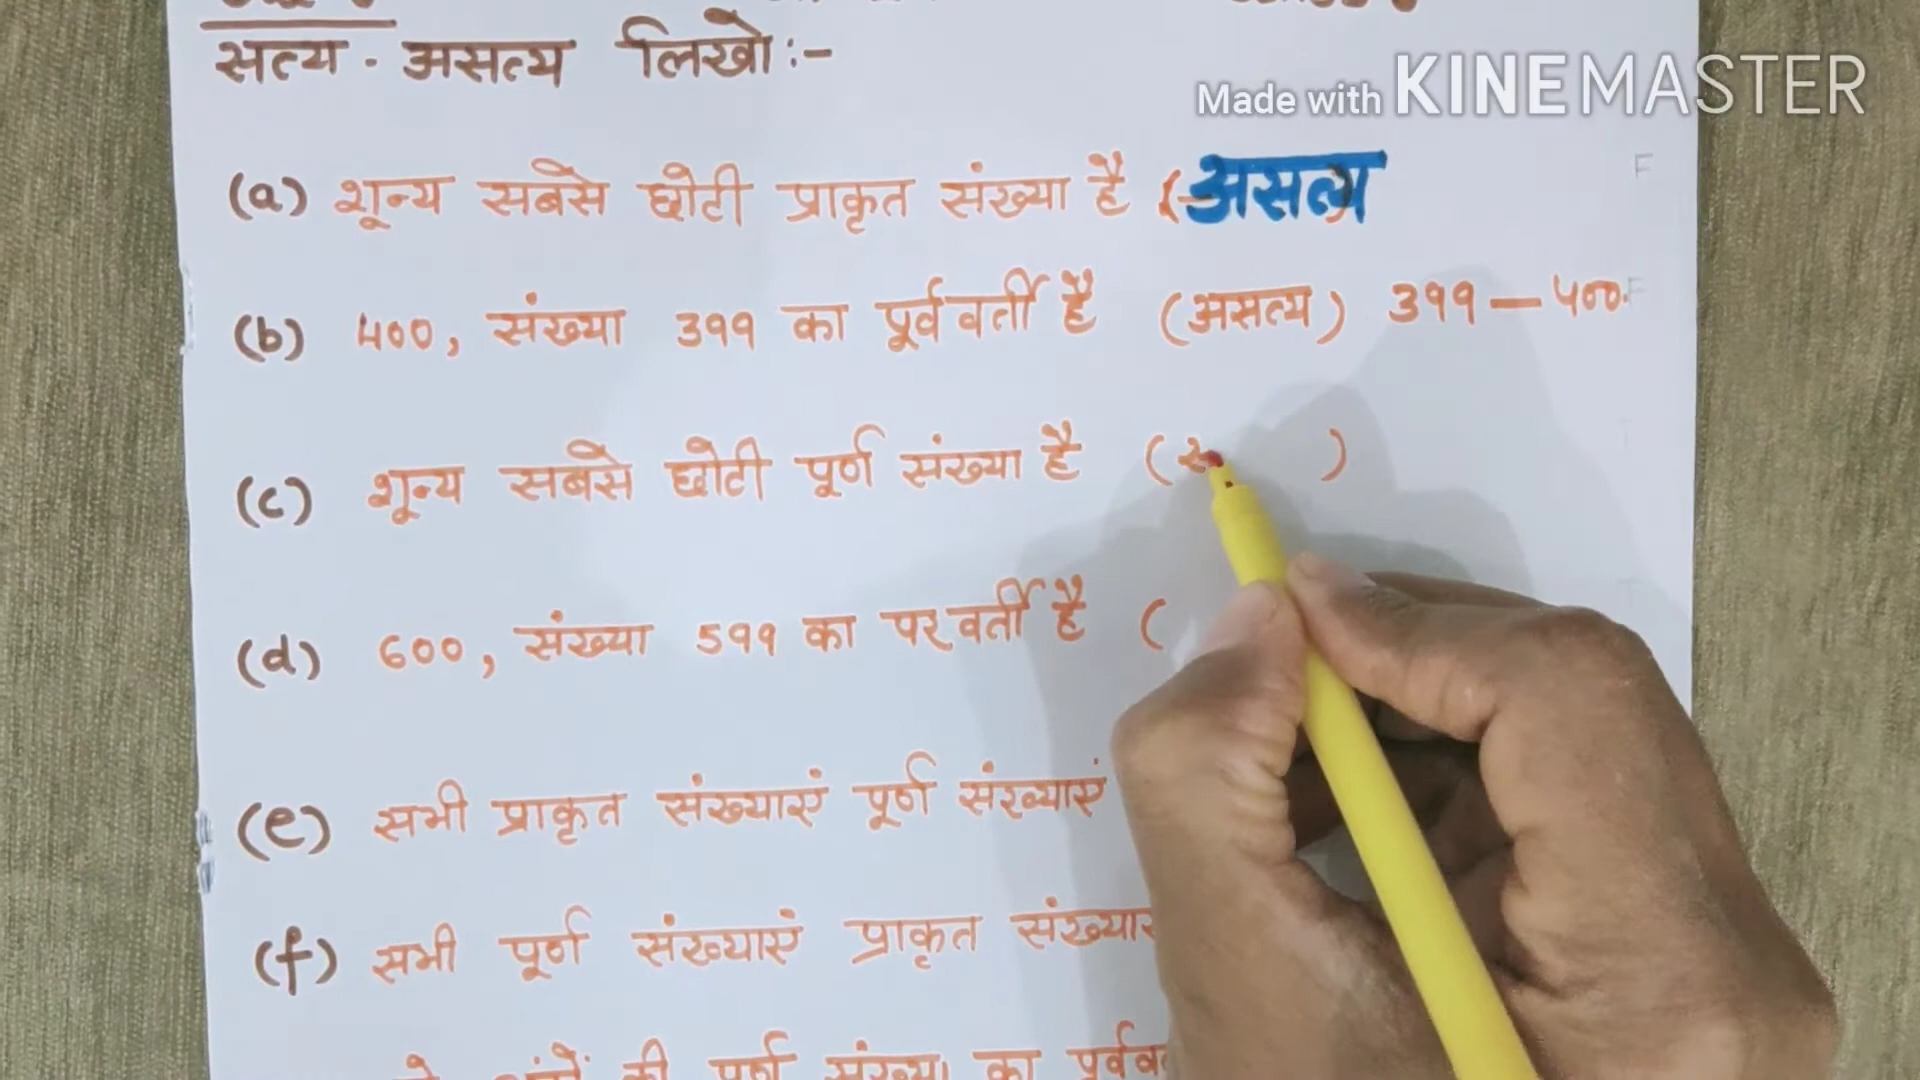 सत्य - असत्य लिखो :-
Made with KINEMASTER
(a) शून्य सबसे छोटी प्राकृत संख्या है (असत्य
F
(b) 400, संख्या 399 का पूर्ववर्ती है (असत्य) 399 — 400.
F
(c) शून्य सबसे छोटी पूर्ण संख्या है ( )
T
(d) 600, संख्या 599 का परवर्ती है (
T
(e) सभी प्राकृत संख्याएं पूर्ण संख्याएं
(f) सभी पूर्ण संख्याएं प्राकृत
की पूर्ण संख्या का